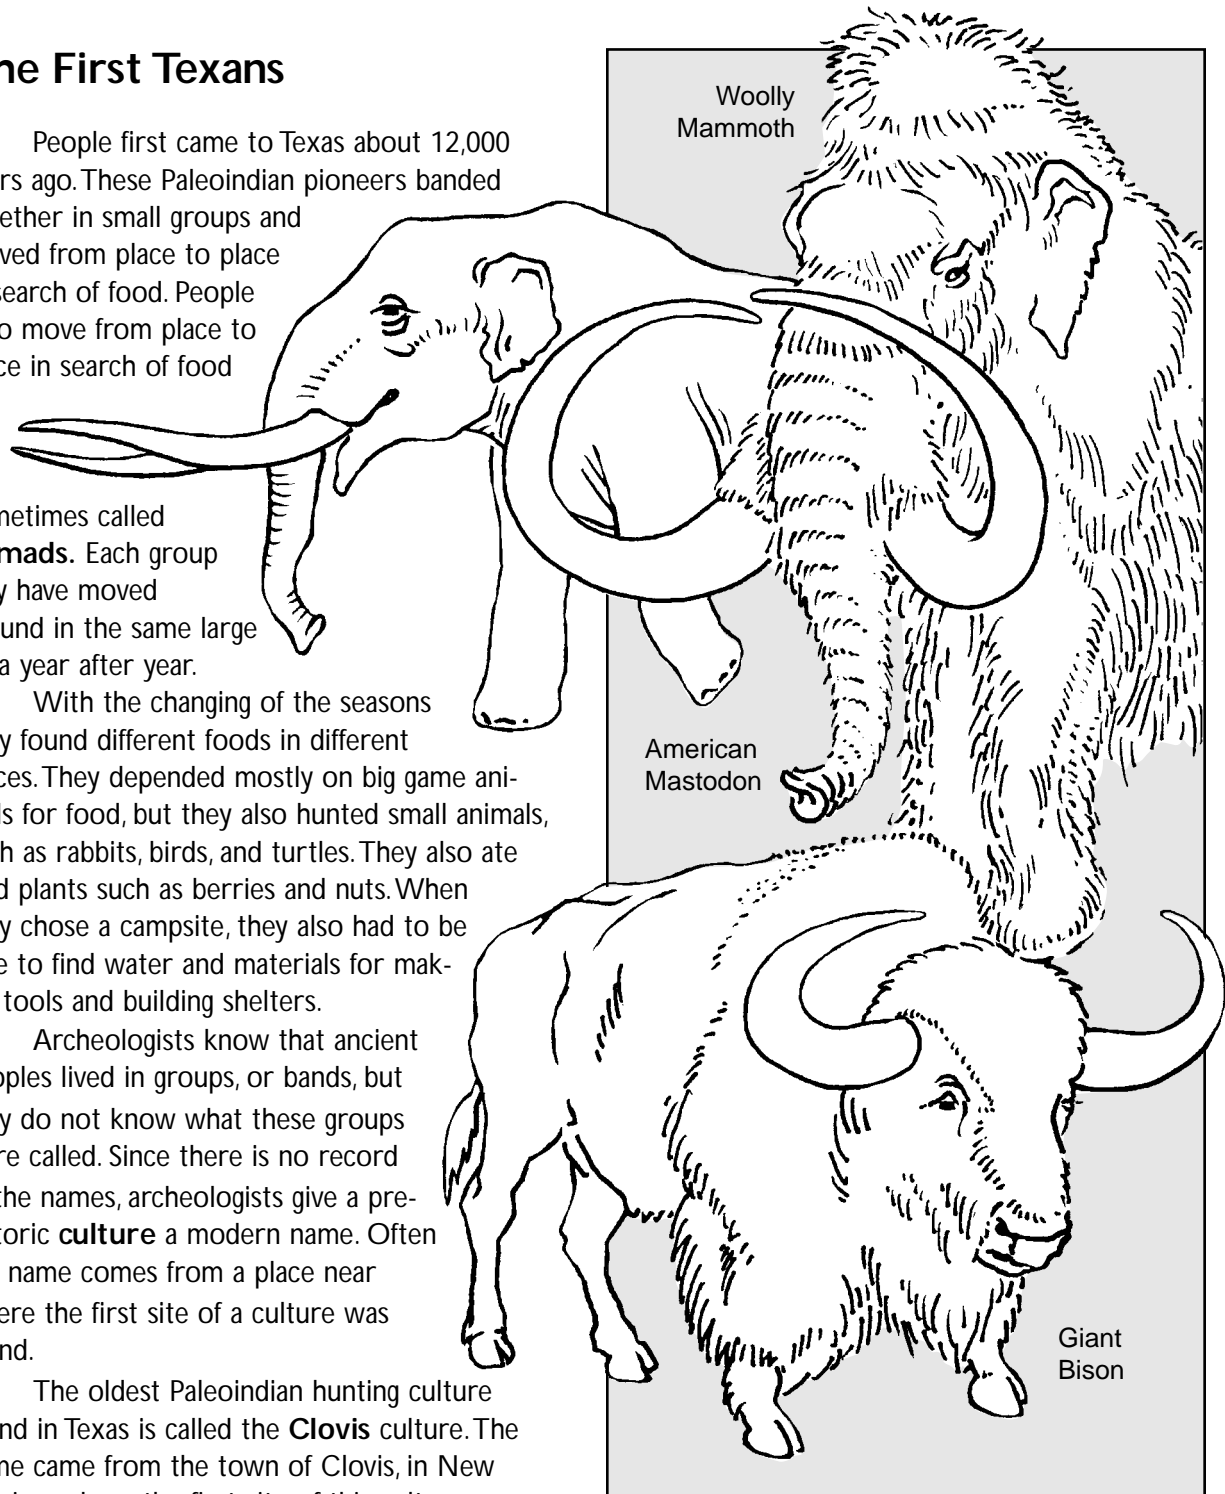 he First Texans
People first came to Texas about 12,000
rs ago. These Paleoindian pioneers banded
ether in small groups and
ved from place to place
search of food. People
o move from place to
ce in search of food
metimes called
mads. Each group
y have moved
und in the same large
a year after year.
With the changing of the seasons
y found different foods in different
ces. They depended mostly on big game ani-
ls for food, but they also hunted small animals,
h as rabbits, birds, and turtles. They also ate
d plants such as berries and nuts. When
y chose a campsite, they also had to be
e to find water and materials for mak-
tools and building shelters.
Archeologists know that ancient
oples lived in groups, or bands, but
y do not know what these groups
re called. Since there is no record
the names, archeologists give a pre-
toric culture a modern name. Often
name comes from a place near
ere the first site of a culture was
nd.
The oldest Paleoindian hunting culture
nd in Texas is called the Clovis culture. The
me came from the town of Clovis, in New
Woolly
Mammoth
American
Mastodon
Giant
Bison